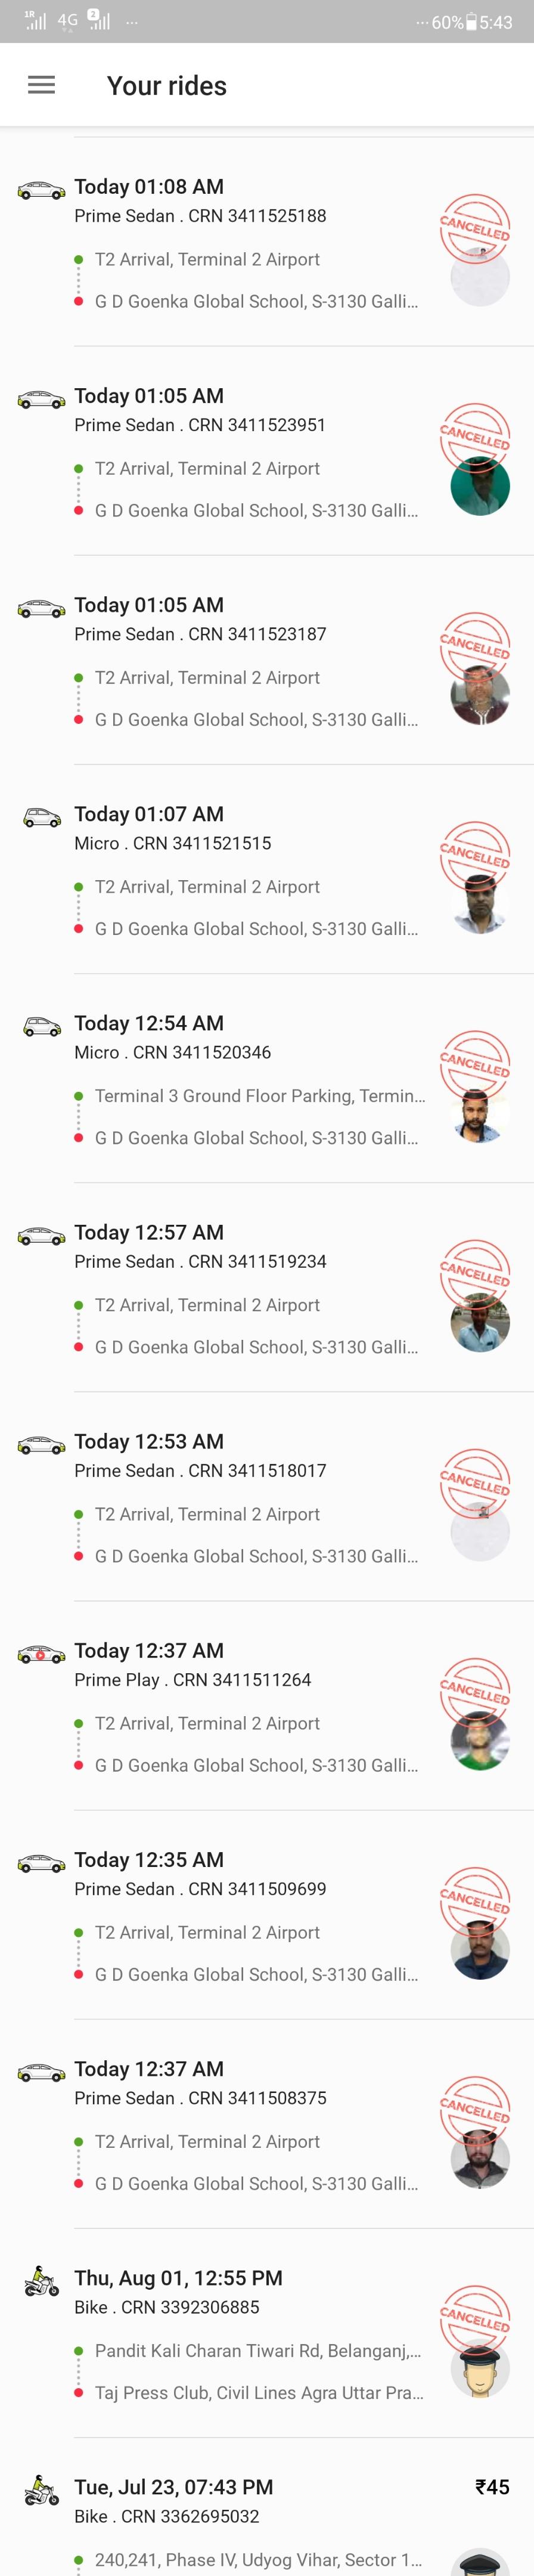 1R 4G 2 ... ... 60% 5:43
Your rides
Today 01:08 AM
Prime Sedan . CRN 3411525188
CANCELLED
T2 Arrival, Terminal 2 Airport
G D Goenka Global School, S-3130 Galli...
Today 01:05 AM
Prime Sedan . CRN 3411523951
CANCELLED
T2 Arrival, Terminal 2 Airport
G D Goenka Global School, S-3130 Galli...
Today 01:05 AM
Prime Sedan . CRN 3411523187
CANCELLED
T2 Arrival, Terminal 2 Airport
G D Goenka Global School, S-3130 Galli...
Today 01:07 AM
Micro . CRN 3411521515
CANCELLED
T2 Arrival, Terminal 2 Airport
G D Goenka Global School, S-3130 Galli...
Today 12:54 AM
Micro . CRN 3411520346
CANCELLED
Terminal 3 Ground Floor Parking, Termin...
G D Goenka Global School, S-3130 Galli...
Today 12:57 AM
Prime Sedan . CRN 3411519234
CANCELLED
T2 Arrival, Terminal 2 Airport
G D Goenka Global School, S-3130 Galli...
Today 12:53 AM
Prime Sedan . CRN 3411518017
CANCELLED
T2 Arrival, Terminal 2 Airport
G D Goenka Global School, S-3130 Galli...
Today 12:37 AM
Prime Play . CRN 3411511264
CANCELLED
T2 Arrival, Terminal 2 Airport
G D Goenka Global School, S-3130 Galli...
Today 12:35 AM
Prime Sedan . CRN 3411509699
CANCELLED
T2 Arrival, Terminal 2 Airport
G D Goenka Global School, S-3130 Galli...
Today 12:37 AM
Prime Sedan . CRN 3411508375
CANCELLED
T2 Arrival, Terminal 2 Airport
G D Goenka Global School, S-3130 Galli...
Thu, Aug 01, 12:55 PM
Bike . CRN 3392306885
CANCELLED
Pandit Kali Charan Tiwari Rd, Belanganj,...
Taj Press Club, Civil Lines Agra Uttar Pra...
Tue, Jul 23, 07:43 PM ₹45
Bike . CRN 3362695032
240,241, Phase IV, Udyog Vihar, Sector 1...